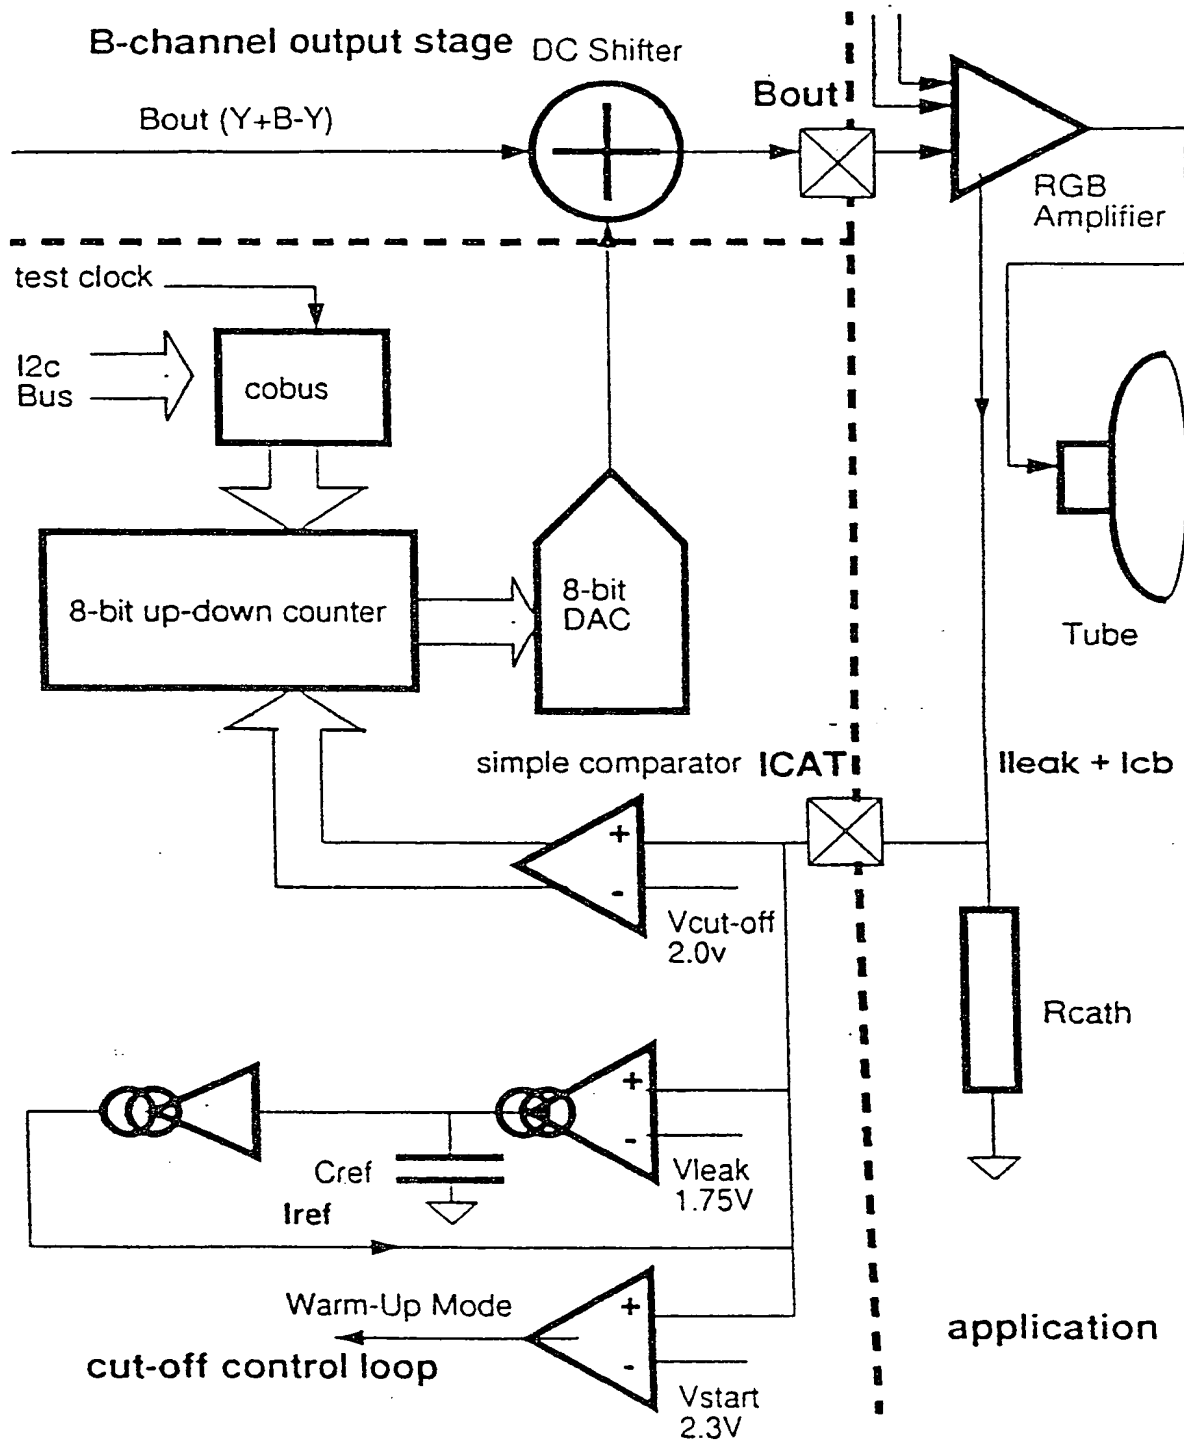 B-channel output stage
DC Shifter
Bout
Bout (Y+B-Y)
RGB
Amplifier
test clock
I2c
Bus
cobus
8-bit up-down counter
8-bit
DAC
Tube
simple comparator
ICAT
Ileak + Icb
+
-
Vcut-off
2.0v
Rcath
+
-
Cref
Vleak
1.75V
Iref
Warm-Up Mode
+
-
cut-off control loop
application
Vstart
2.3V